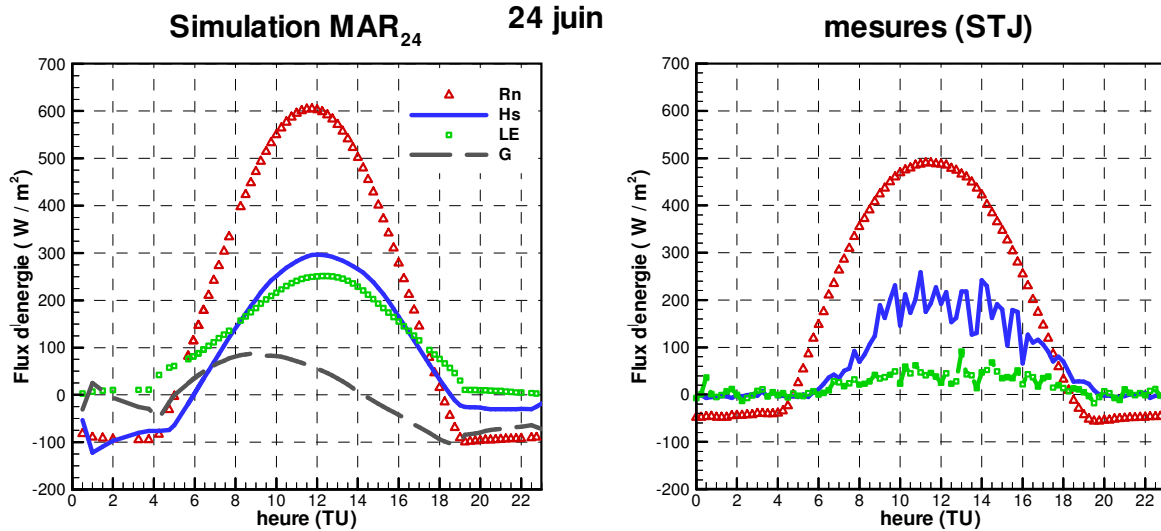 24 juin
Simulation MAR24
mesures (STJ)
700
600
500
400
300
200
100
0
-100
-200
Flux d'energie ( W / m²)
Rn
Hs
LE
G
0 2 4 6 8 10 12 14 16 18 20 22
heure (TU)
700
600
500
400
300
200
100
0
-100
-200
Flux d'energie ( W / m²)
0 2 4 6 8 10 12 14 16 18 20 22
heure (TU)